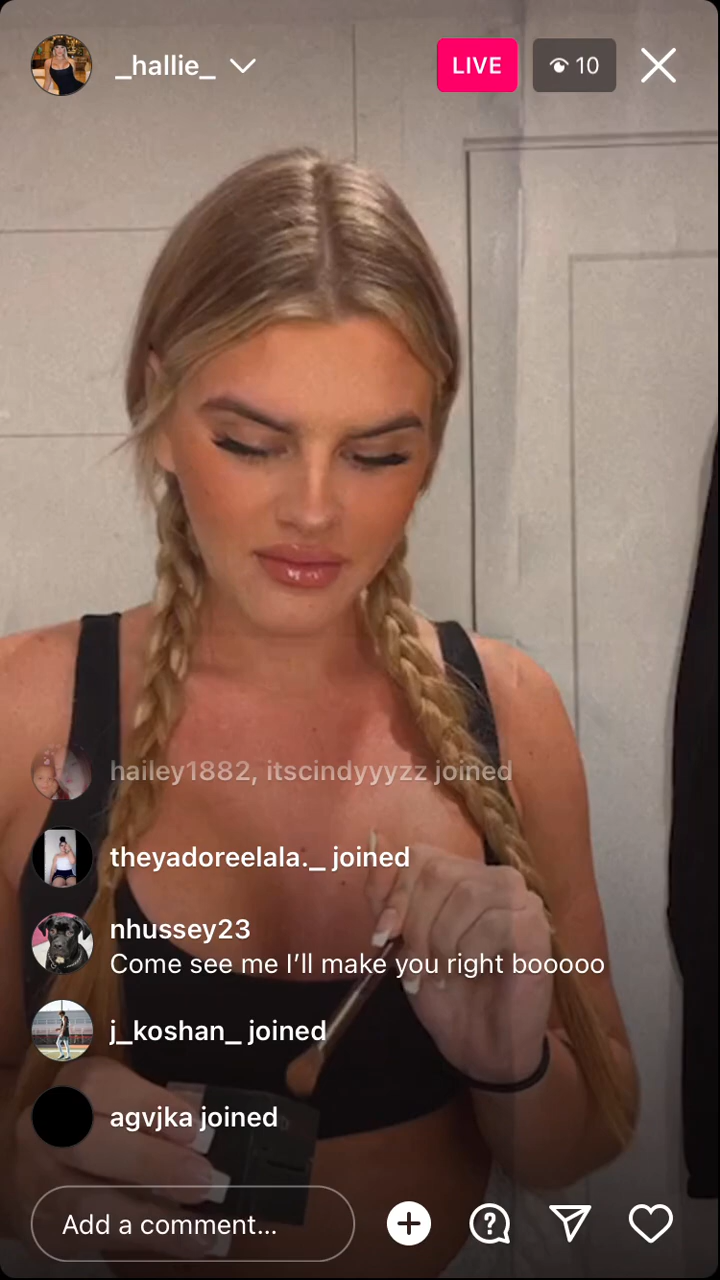 _hallie_
LIVE
10
hailey1882, itscindyyyzz joined
theyadoreelala._ joined
nhussey23
Come see me I’ll make you right booooo
j_koshan_ joined
agvjka joined
Add a comment...